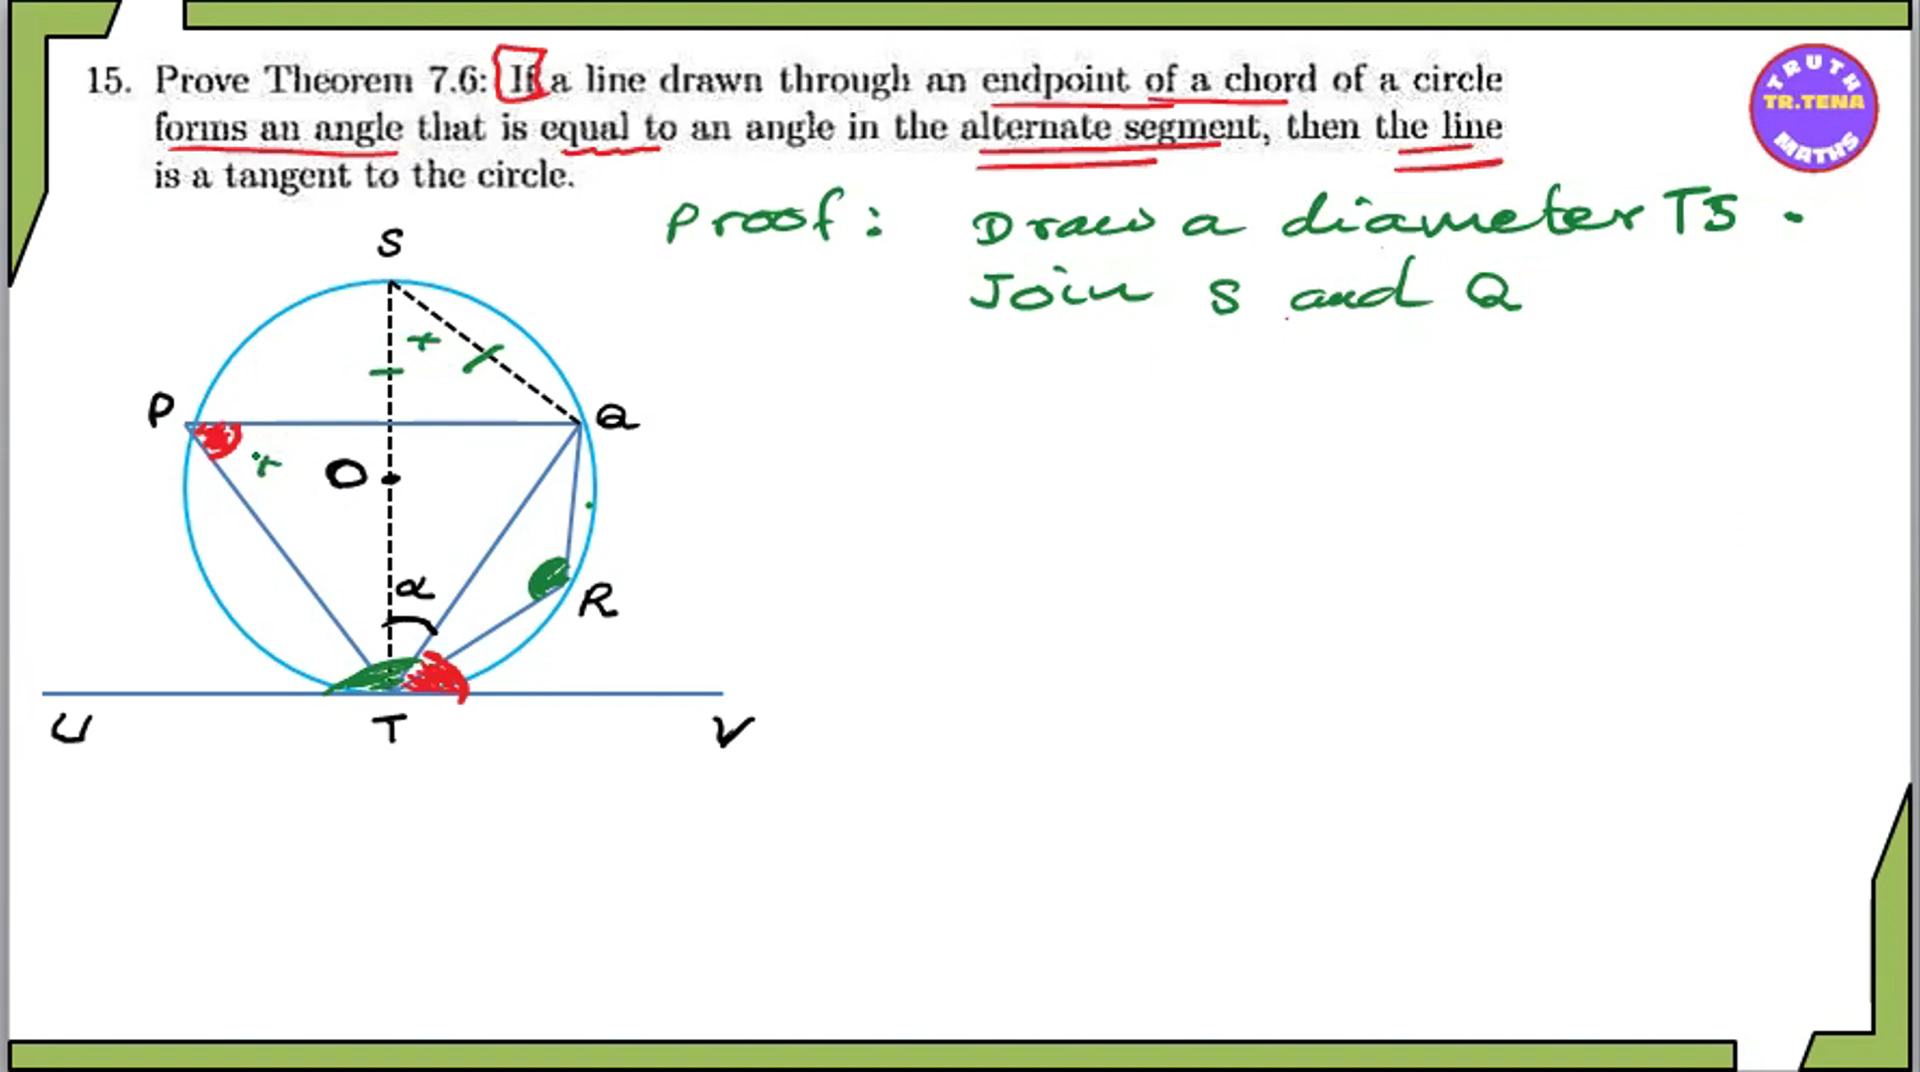 15. Prove Theorem 7.6: If a line drawn through an endpoint of a chord of a circle
forms an angle that is equal to an angle in the alternate segment, then the line
is a tangent to the circle.
TRUTH
TR.TENA
MATHS
Proof: Draw a diameter TS.
Join S and Q
S
P
Q
O
α
R
U
T
V